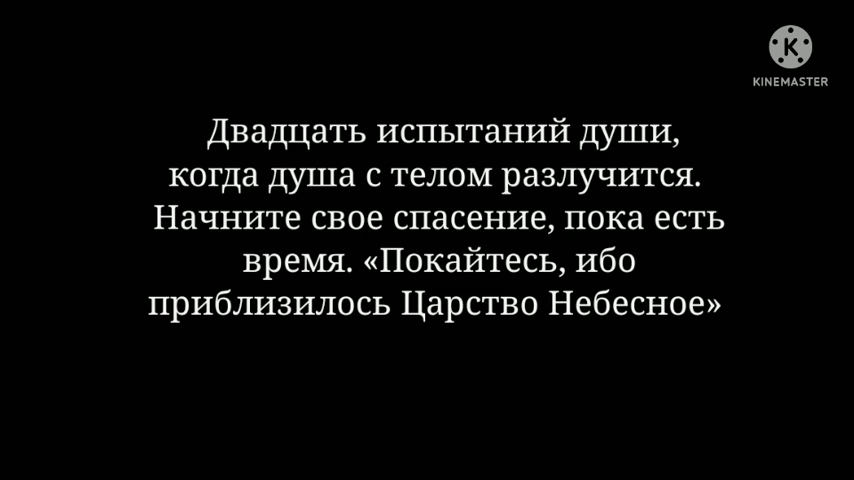 KINEMASTER
Двадцать испытаний души,
когда душа с телом разлучится.
Начните свое спасение, пока есть
время. «Покайтесь, ибо
приблизилось Царство Небесное»